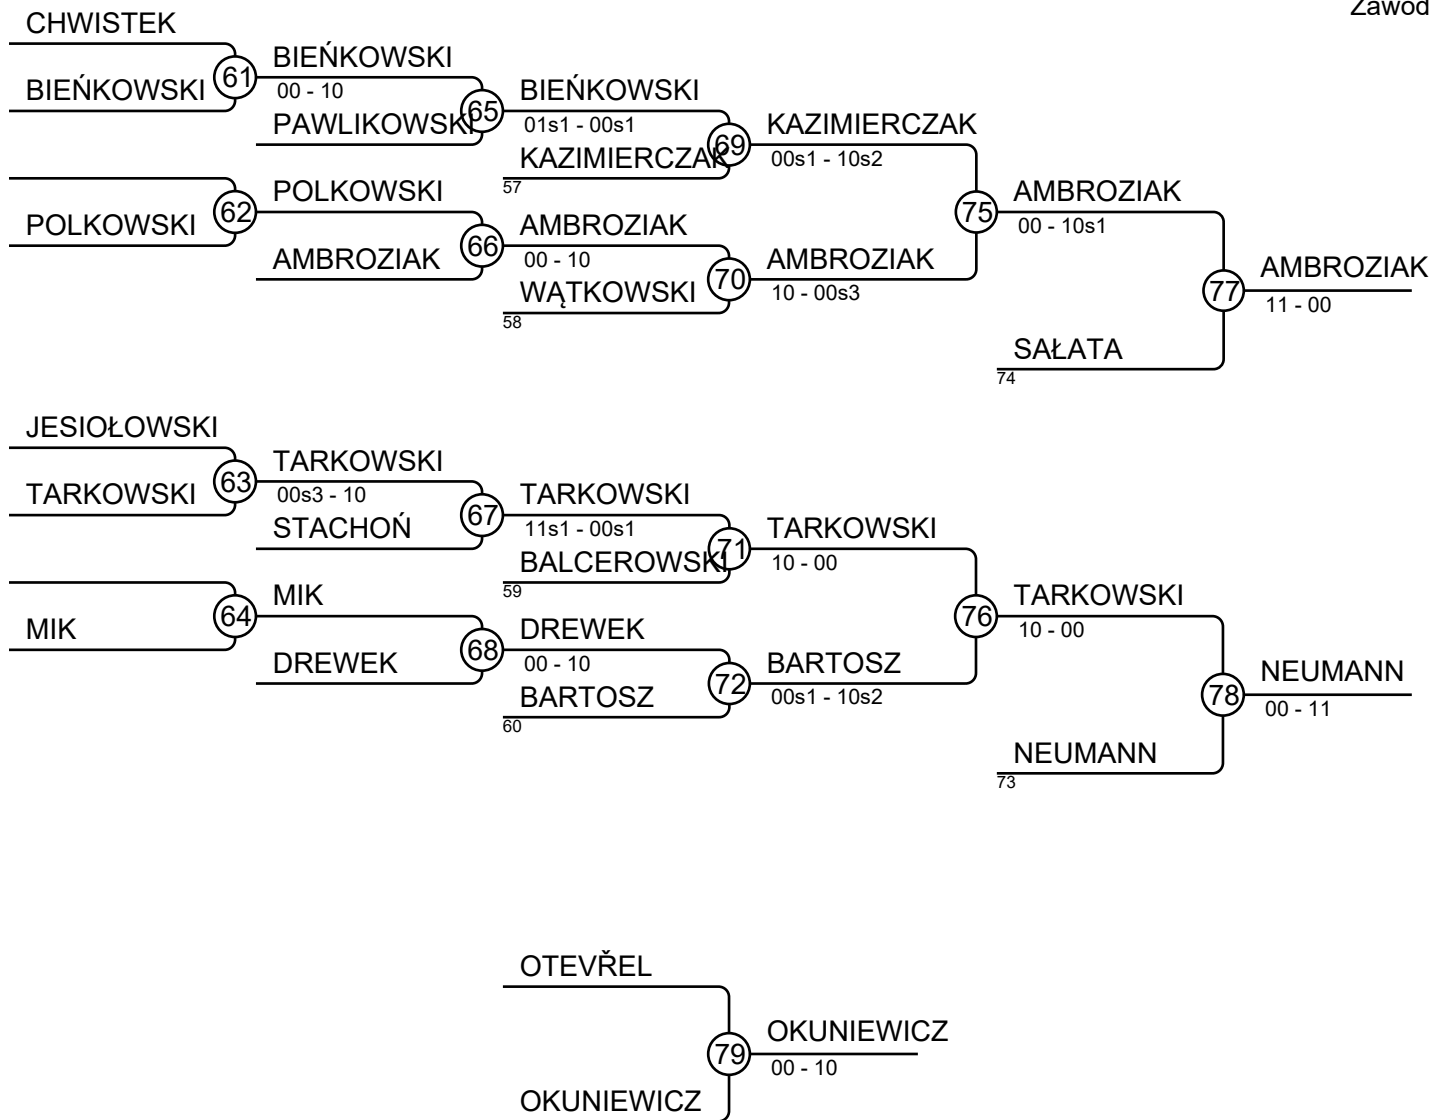 Zawod
CHWISTEK
BIEŃKOWSKI
61
BIEŃKOWSKI
00 - 10
PAWLIKOWSKI
65
BIEŃKOWSKI
01s1 - 00s1
KAZIMIERCZAK
57
69
KAZIMIERCZAK
00s1 - 10s2
POLKOWSKI
62
POLKOWSKI
AMBROZIAK
66
AMBROZIAK
00 - 10
WĄTKOWSKI
58
70
AMBROZIAK
10 - 00s3
75
AMBROZIAK
00 - 10s1
SAŁATA
74
77
AMBROZIAK
11 - 00
JESIOŁOWSKI
TARKOWSKI
63
TARKOWSKI
00s3 - 10
STACHOŃ
67
TARKOWSKI
11s1 - 00s1
BALCEROWSKI
59
71
TARKOWSKI
10 - 00
MIK
64
MIK
DREWEK
68
DREWEK
00 - 10
BARTOSZ
60
72
BARTOSZ
00s1 - 10s2
76
TARKOWSKI
10 - 00
NEUMANN
73
78
NEUMANN
00 - 11
OTEVŘEL
OKUNIEWICZ
79
OKUNIEWICZ
00 - 10